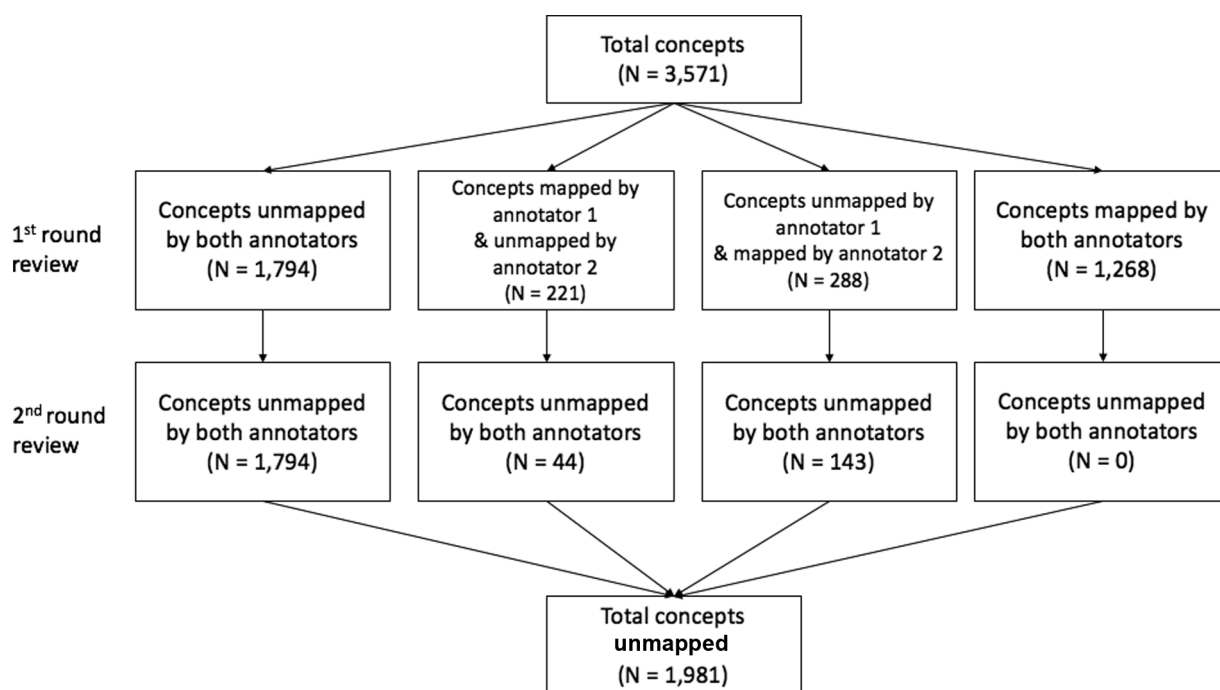 Total concepts
(N = 3,571)
1st round
review
Concepts unmapped
by both annotators
(N = 1,794)
Concepts mapped by
annotator 1
& unmapped by
annotator 2
(N = 221)
Concepts unmapped by
annotator 1
& mapped by annotator 2
(N = 288)
Concepts mapped by
both annotators
(N = 1,268)
2nd round
review
Concepts unmapped
by both annotators
(N = 1,794)
Concepts unmapped
by both annotators
(N = 44)
Concepts unmapped
by both annotators
(N = 143)
Concepts unmapped
by both annotators
(N = 0)
Total concepts
unmapped
(N = 1,981)